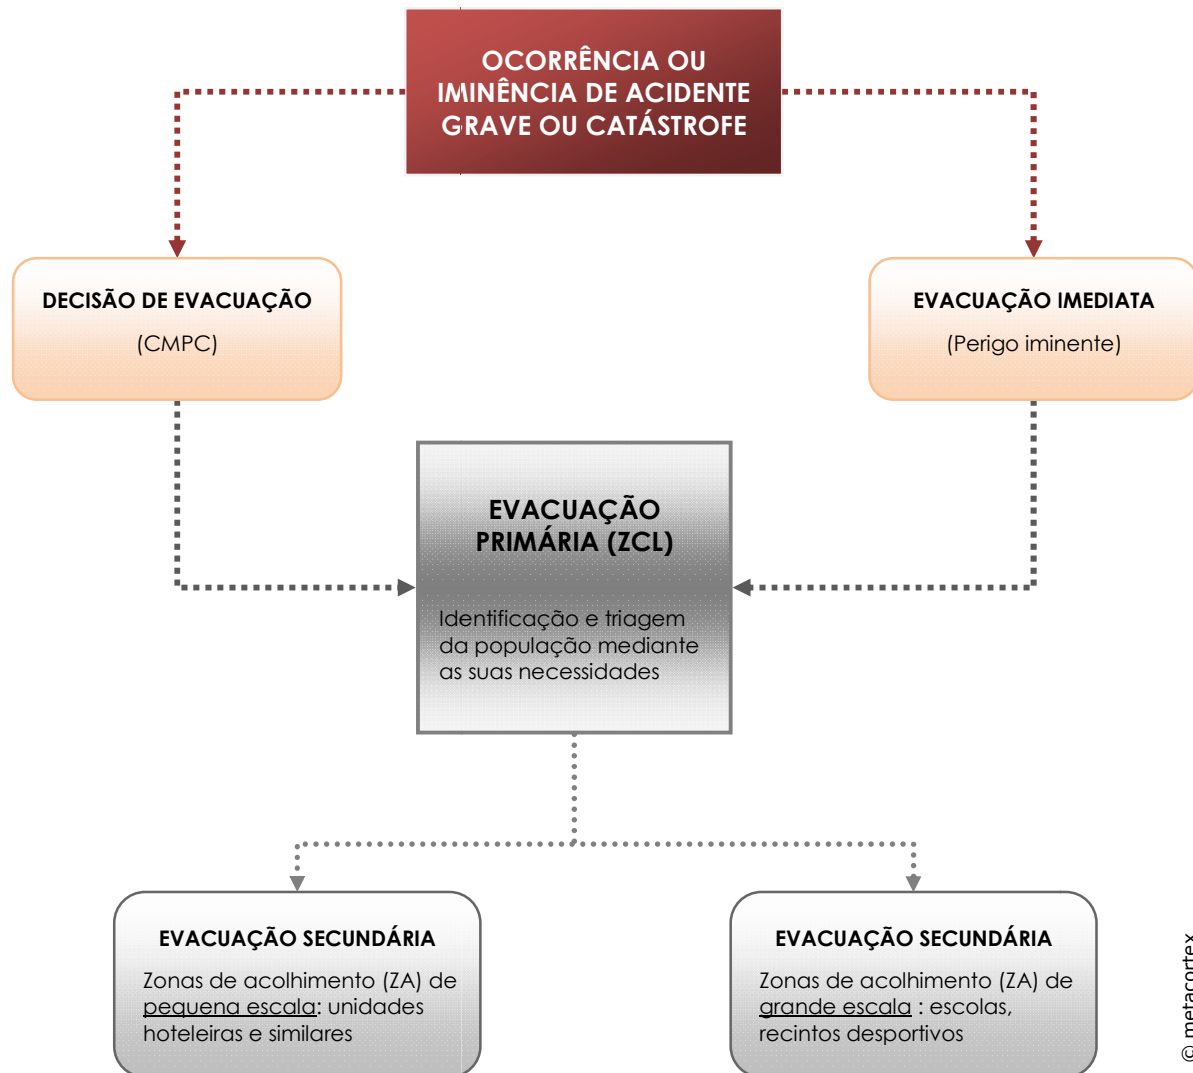 OCORRÊNCIA OU
IMINÊNCIA DE ACIDENTE
GRAVE OU CATÁSTROFE
DECISÃO DE EVACUAÇÃO
(CMPC)
EVACUAÇÃO IMEDIATA
(Perigo iminente)
EVACUAÇÃO
PRIMÁRIA (ZCL)
Identificação e triagem
da população mediante
as suas necessidades
EVACUAÇÃO SECUNDÁRIA
Zonas de acolhimento (ZA) de
pequena escala: unidades
hoteleiras e similares
EVACUAÇÃO SECUNDÁRIA
Zonas de acolhimento (ZA) de
grande escala : escolas,
recintos desportivos
© metacortex